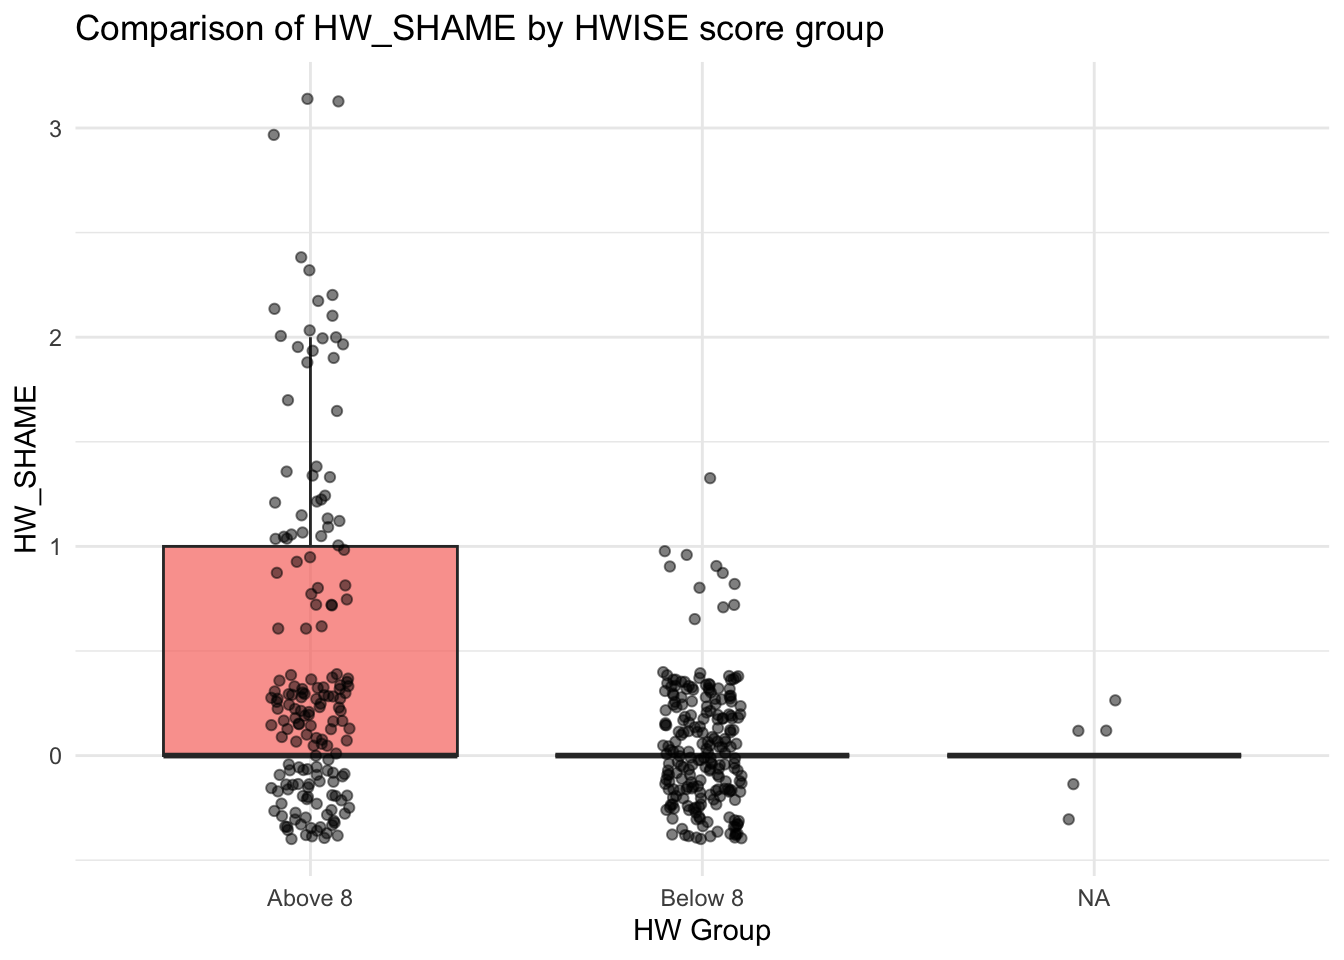 Comparison of HW_SHAME by HWISE score group
3
2
1
0
HW_SHAME
Above 8
Below 8
NA
HW Group